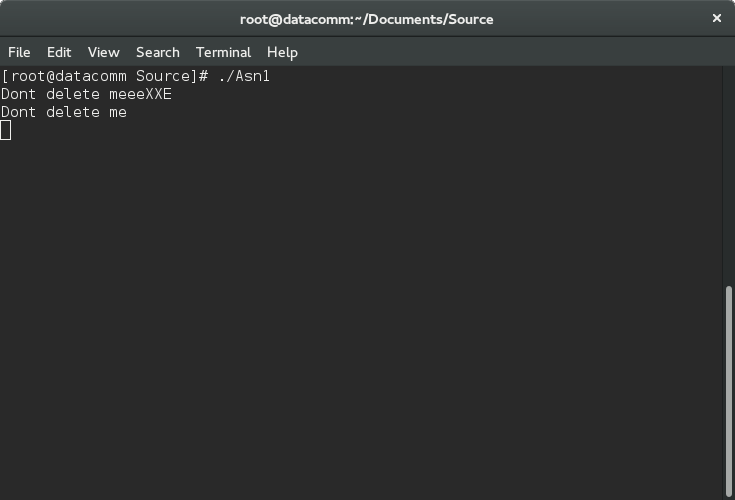 root@datacomm:~/Documents/Source
File Edit View Search Terminal Help
[root@datacomm Source]# ./Asn1
Dont delete meeeXXE
Dont delete me